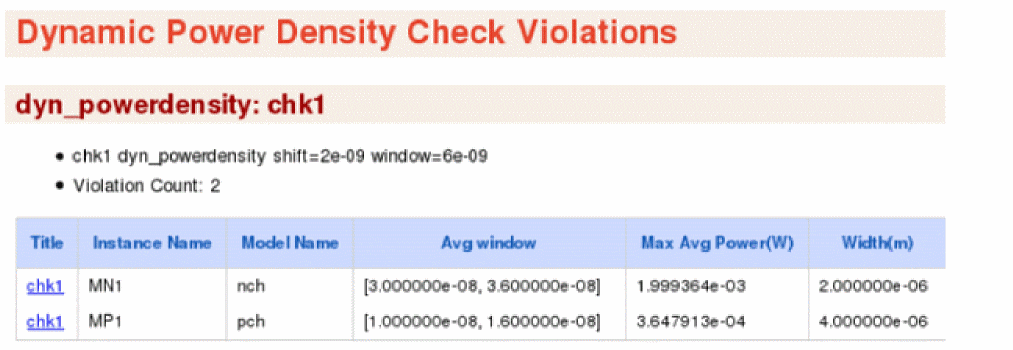 Dynamic Power Density Check Violations
dyn_powerdensity: chk1
• chk1 dyn_powerdensity shift=2e-09 window=6e-09
• Violation Count: 2
Title Instance Name Model Name Avg window Max Avg Power(W) Width(m)
chk1 MN1 nch [3.000000e-08, 3.600000e-08] 1.999364e-03 2.000000e-06
chk1 MP1 pch [1.000000e-08, 1.600000e-08] 3.647913e-04 4.000000e-06